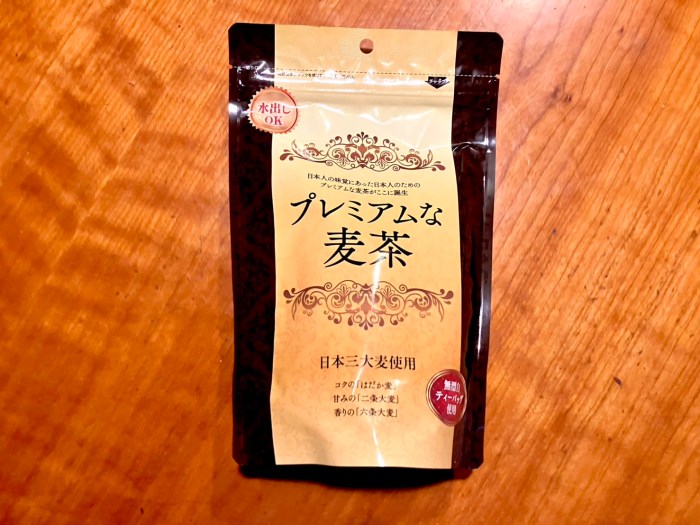 水出し
OK
日本人の味覚にあった日本人のための
プレミアムな麦茶がここに誕生
プレミアムな
麦茶
日本三大麦使用
コクの「はだか麦」
甘みの「二条大麦」
香りの「六条大麦」
無漂白
ティーバッグ
使用